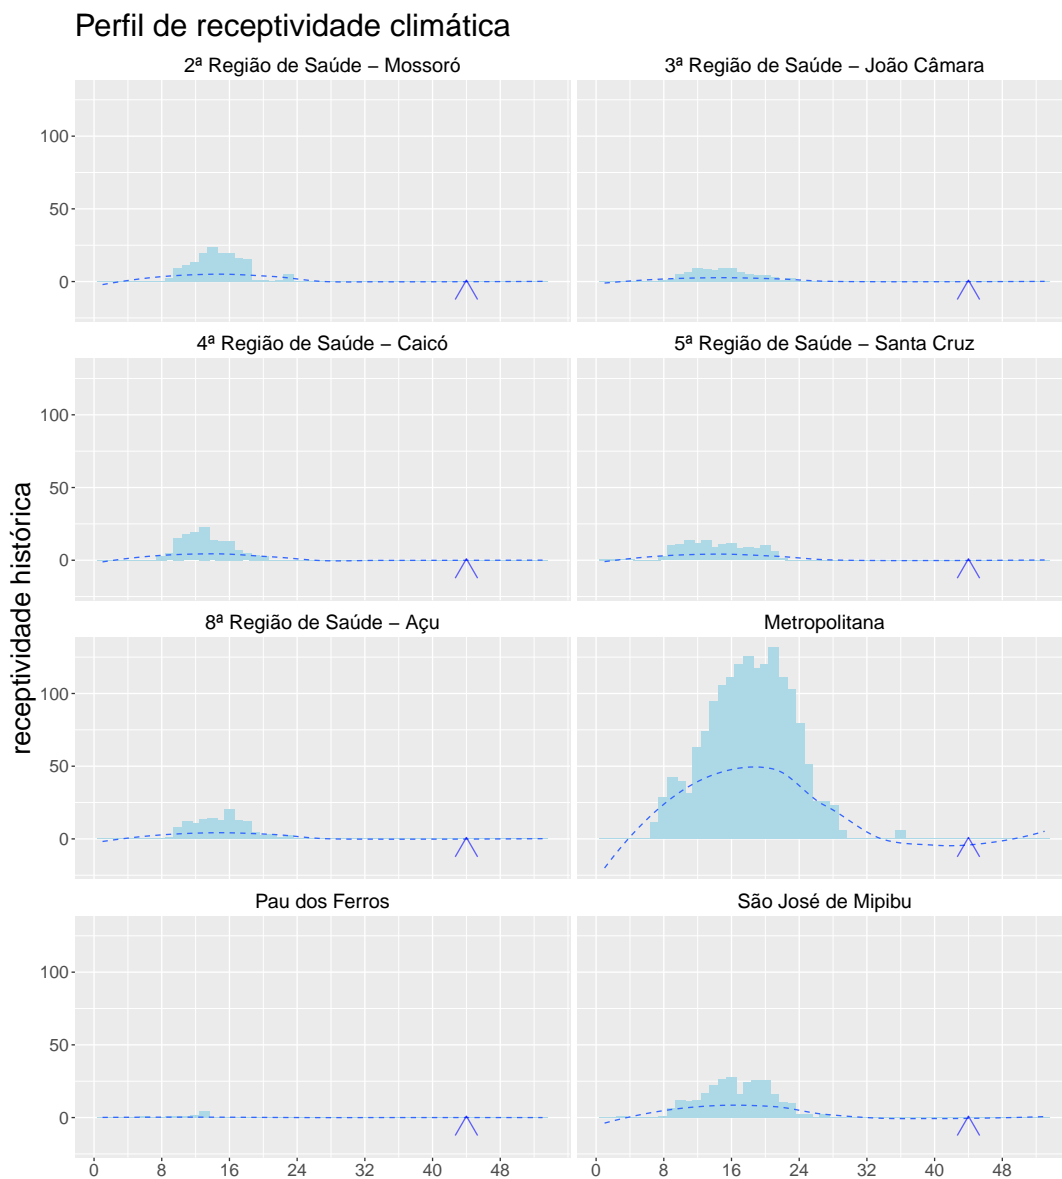 Perfil de receptividade climática
2ª Região de Saúde – Mossoró
3ª Região de Saúde – João Câmara
100
50
0
4ª Região de Saúde – Caicó
5ª Região de Saúde – Santa Cruz
100
50
0
receptividade histórica
8ª Região de Saúde – Açu
Metropolitana
100
50
0
Pau dos Ferros
São José de Mipibu
100
50
0
0 8 16 24 32 40 48
0 8 16 24 32 40 48